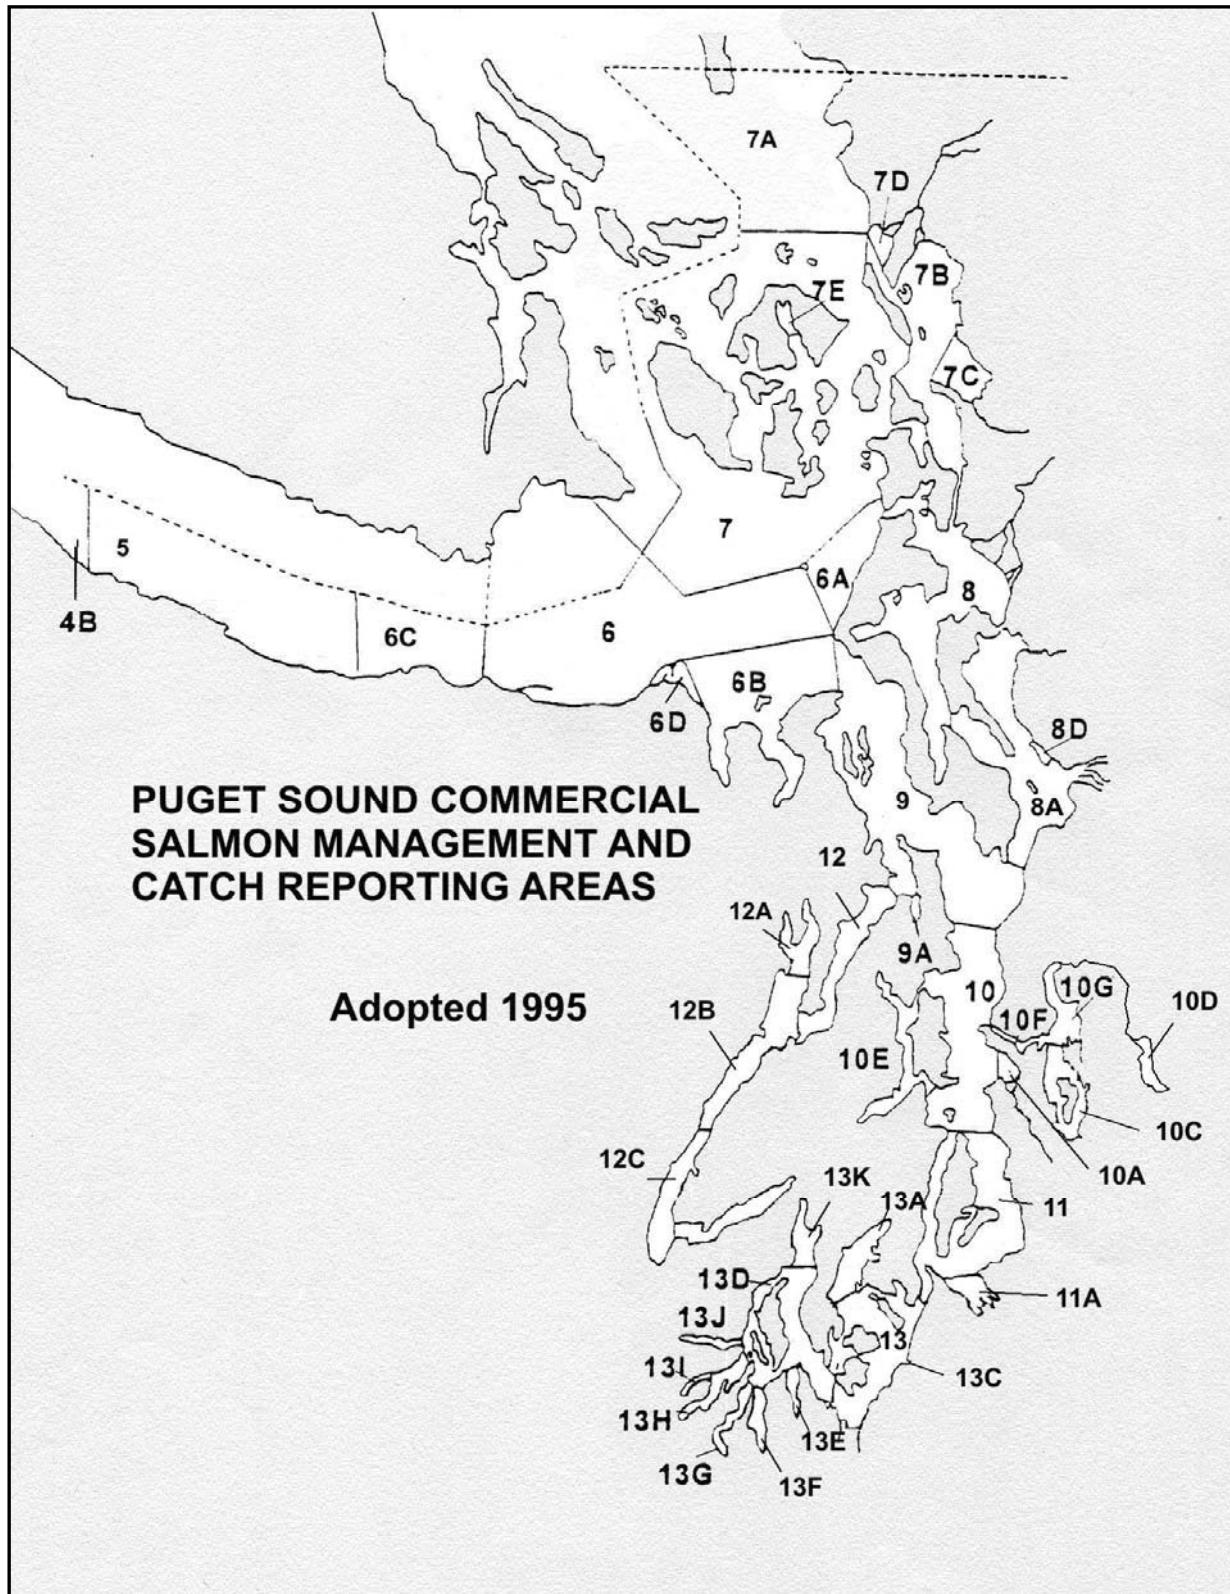 7A
7D
7B
7E
7C
7
5
4B
6C
6
6A
8
6B
6D
8D
PUGET SOUND COMMERCIAL
SALMON MANAGEMENT AND
CATCH REPORTING AREAS
9
8A
12
12A
9A
Adopted 1995
12B
10
10F
10G
10D
10E
10C
10A
12C
13K
13A
11
13D
11A
13J
13
13I
13C
13H
13E
13G
13F